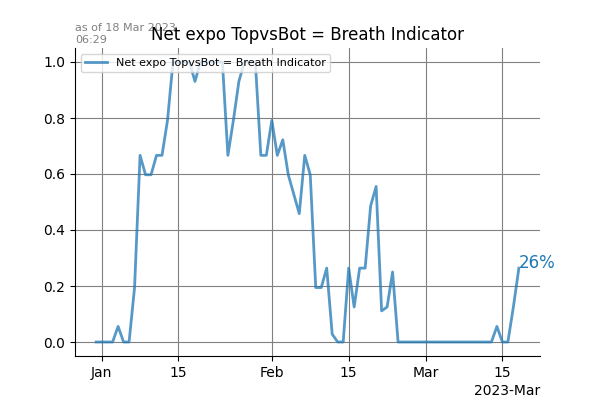 as of 18 Mar 2023
06:29
Net expo TopvsBot = Breath Indicator
Net expo TopvsBot = Breath Indicator
1.0
0.8
0.6
0.4
0.2
0.0
26%
Jan 15 Feb 15 Mar 15
2023-Mar